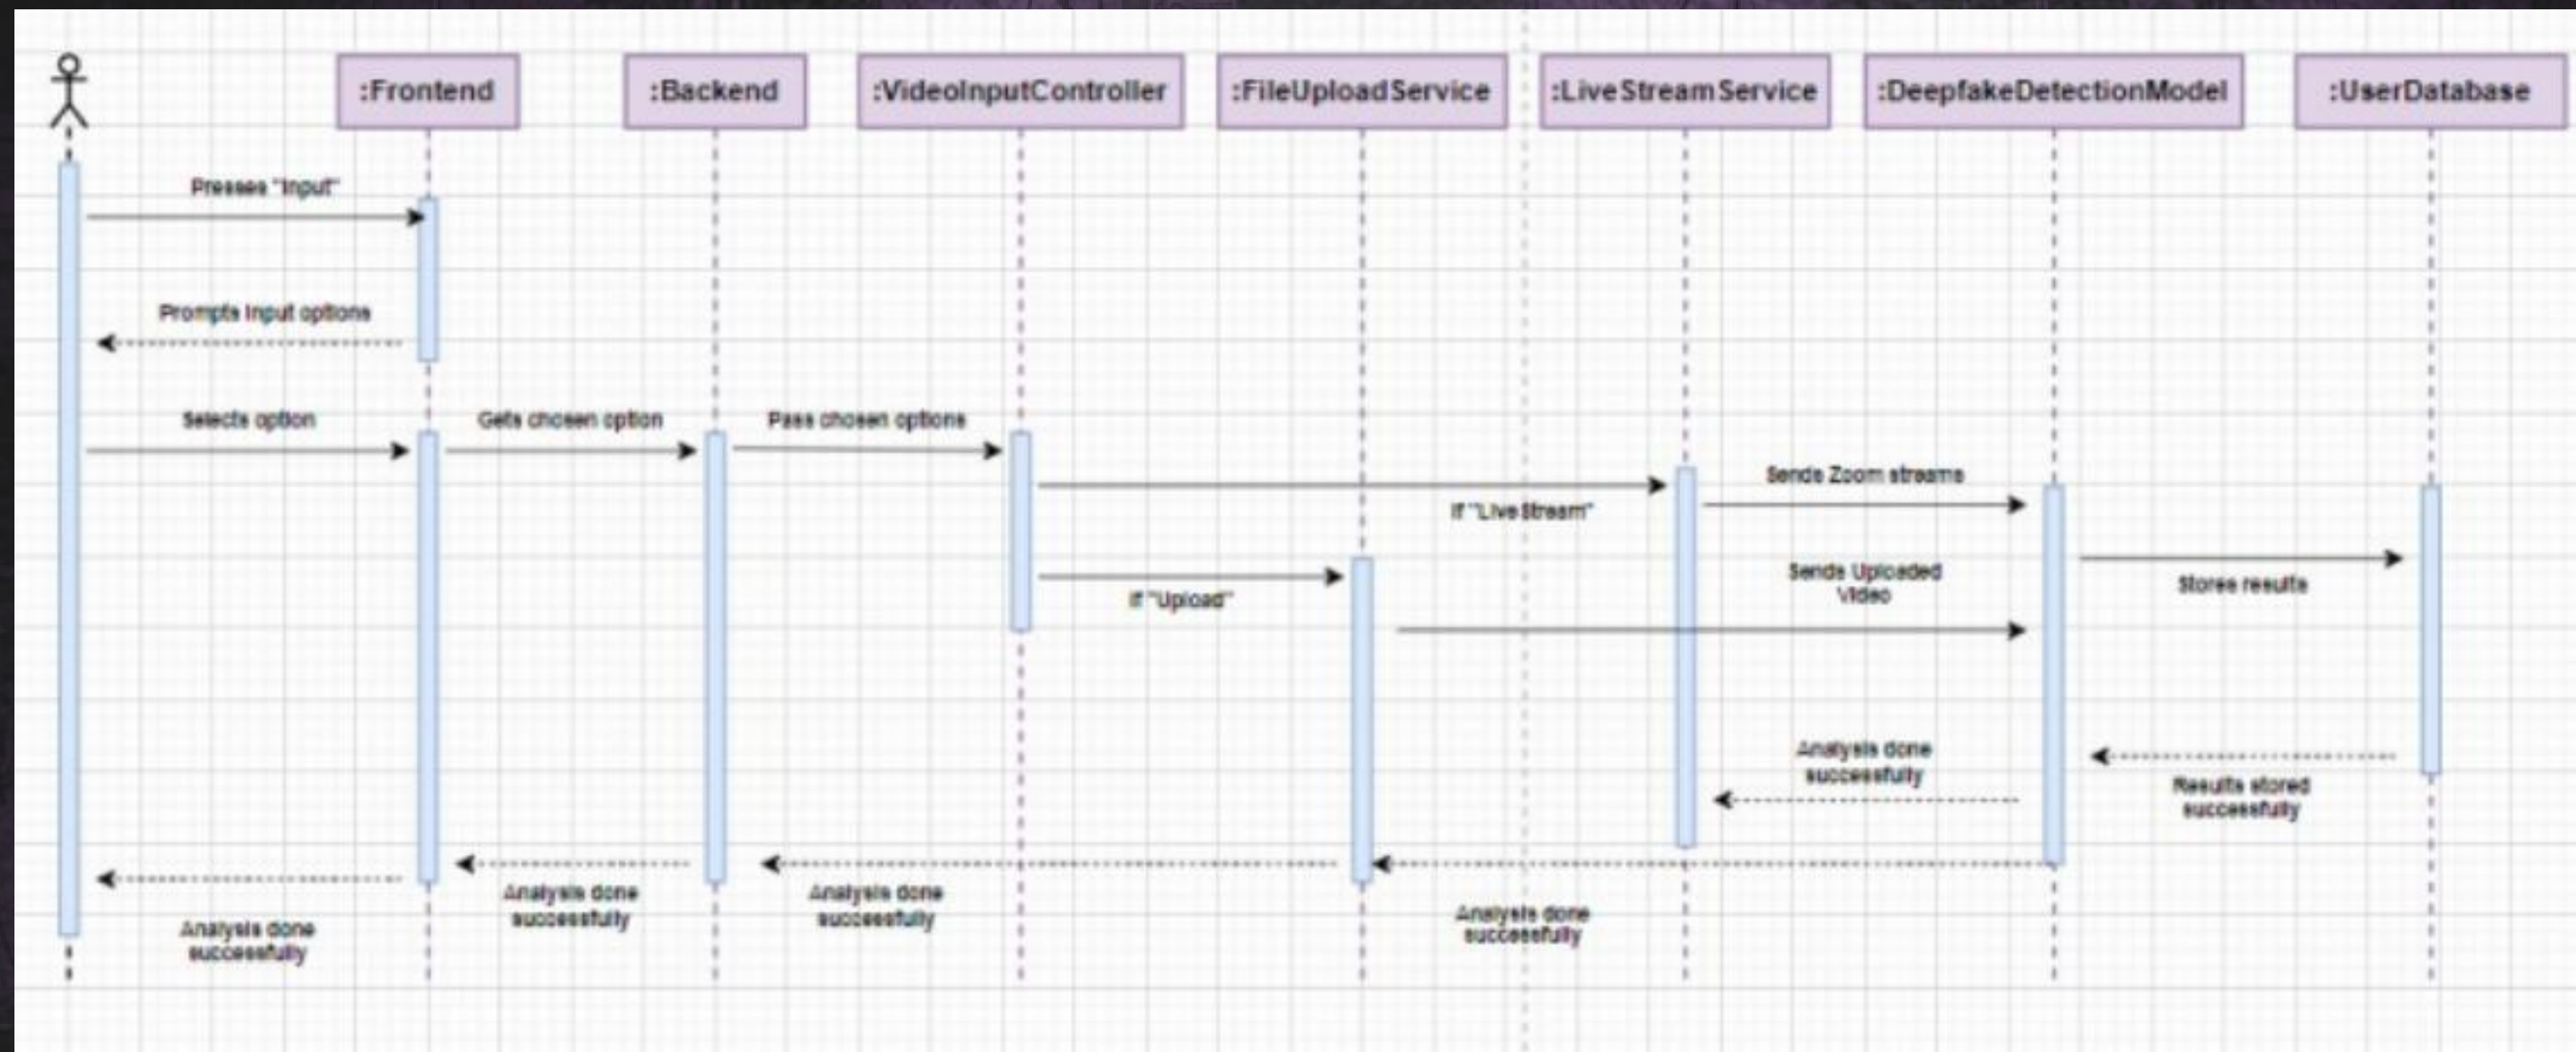 :Frontend
:Backend
:VideoInputController
:FileUploadService
:LiveStreamService
:DeepfakeDetectionModel
:UserDatabase
Presses "Input"
Prompts Input options
Selects option
Gets chosen option
Pass chosen options
If "LiveStream"
Sends Zoom streams
If "Upload"
Sends Uploaded
Video
Stores results
Analysis done
successfully
Results stored
successfully
Analysis done
successfully
Analysis done
successfully
Analysis done
successfully
Analysis done
successfully